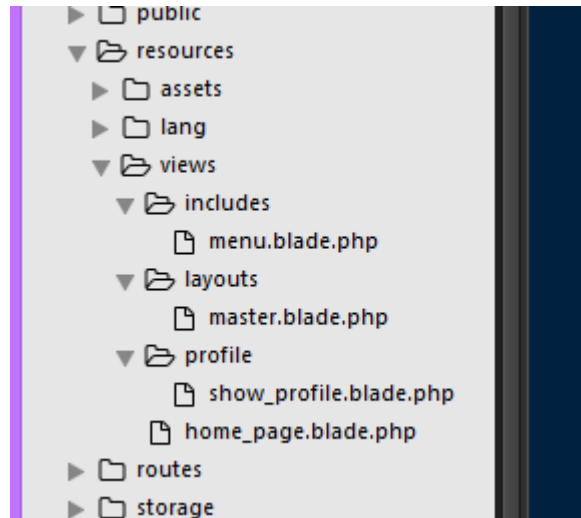 public
resources
assets
lang
views
includes
menu.blade.php
layouts
master.blade.php
profile
show_profile.blade.php
home_page.blade.php
routes
storage